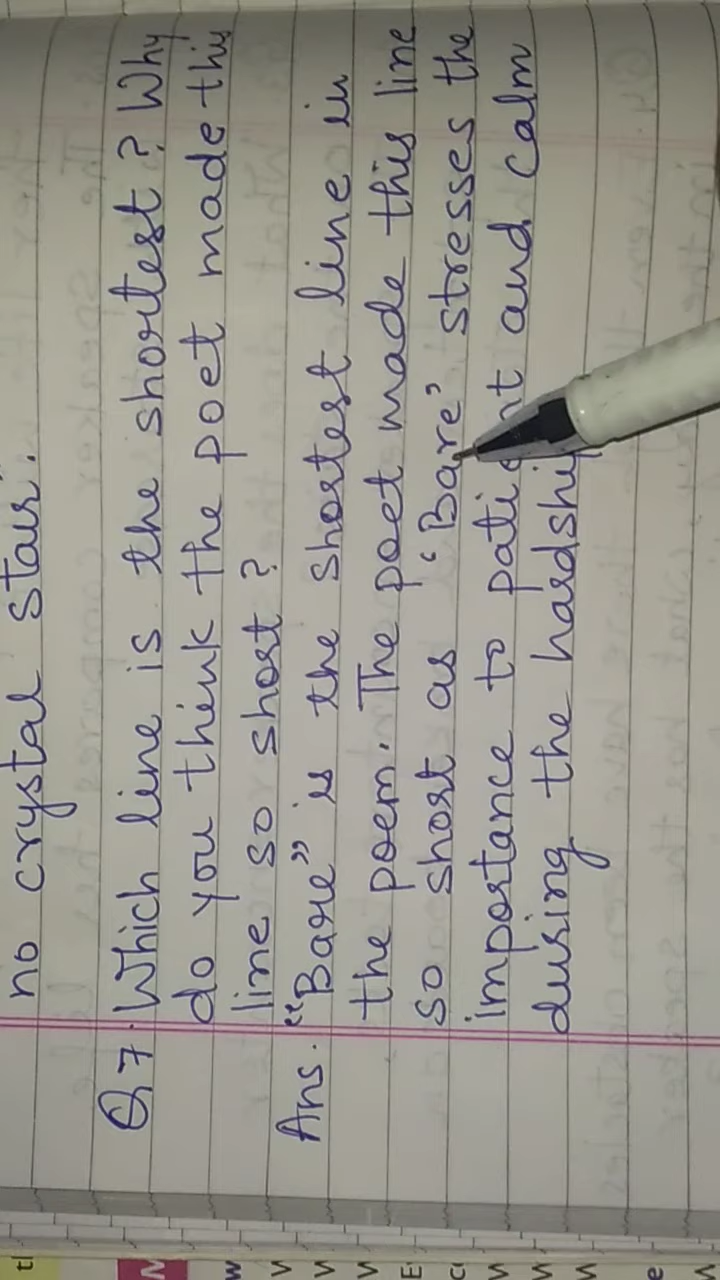 no crystal stair."
Q7. Which line is the shortest? Why
do you think the poet made this
line so short?
Ans. "Bare" is the shortest line in
the poem. The poet made this line
so short as 'Bare' stresses the
importance to patient and calm
during the